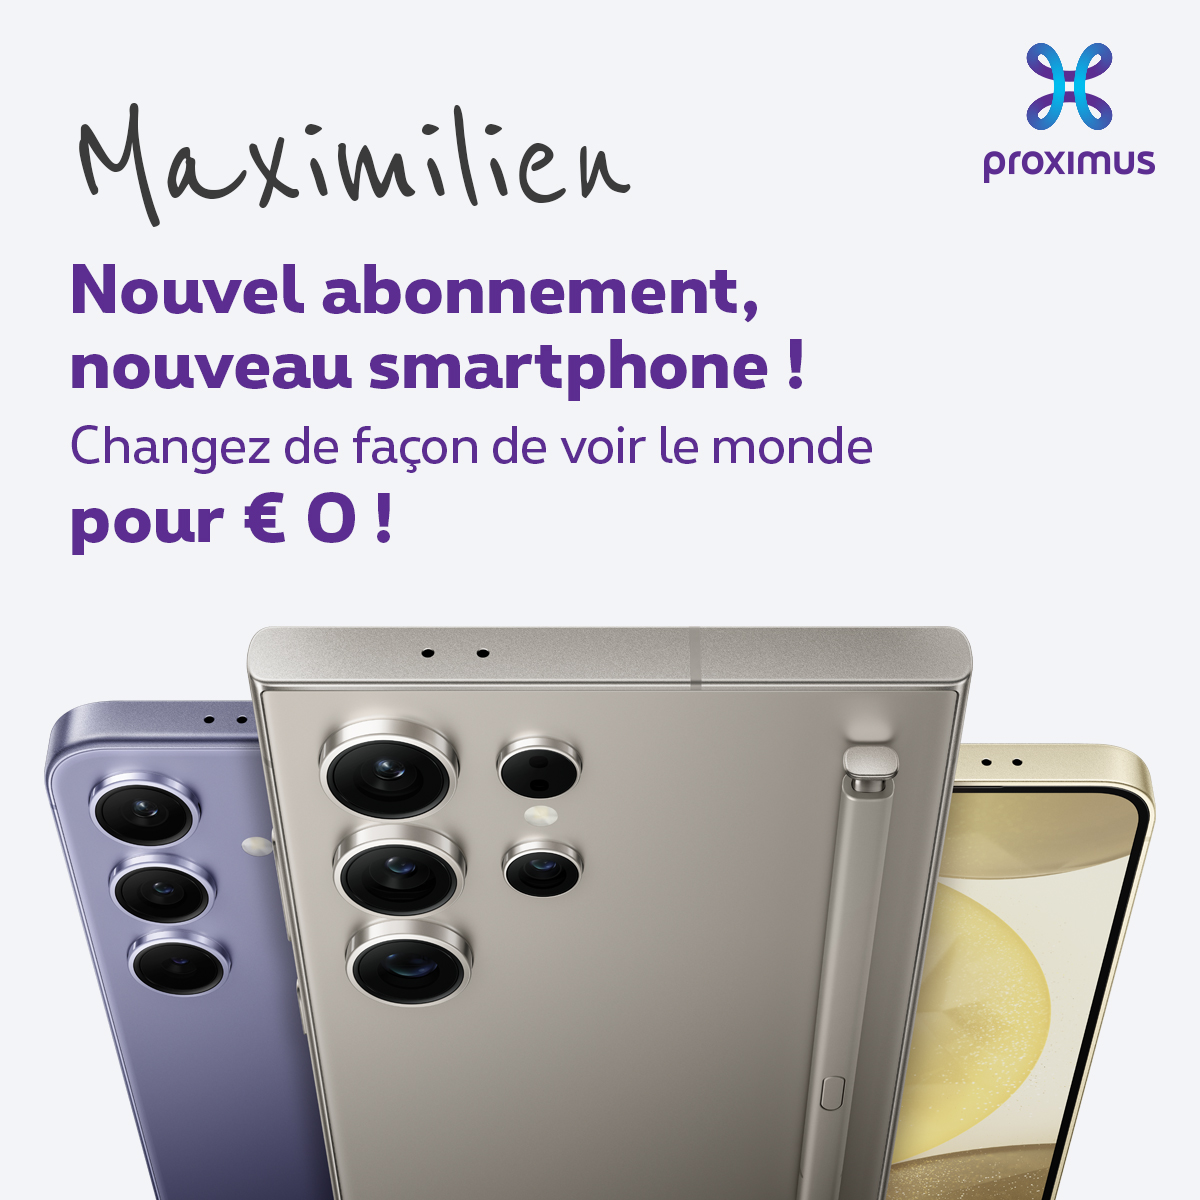 Maximilien
proximus
Nouvel abonnement,
nouveau smartphone !
Changez de façon de voir le monde
pour € 0 !